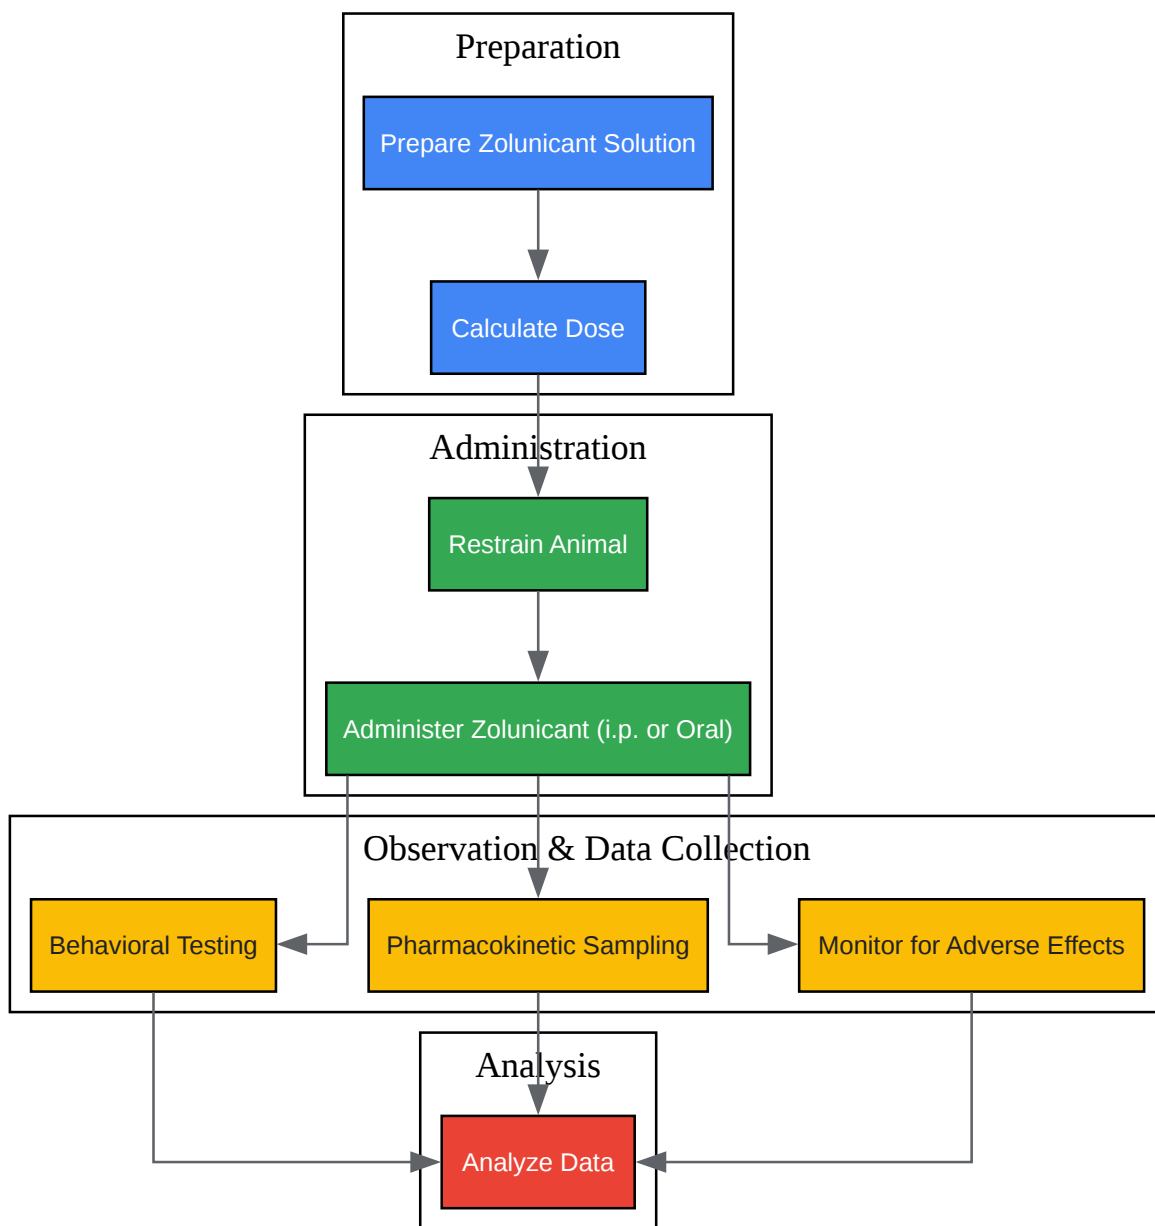 Preparation
Prepare Zolunicant Solution
Calculate Dose
Administration
Restrain Animal
Administer Zolunicant (i.p. or Oral)
Observation & Data Collection
Behavioral Testing
Pharmacokinetic Sampling
Monitor for Adverse Effects
Analysis
Analyze Data